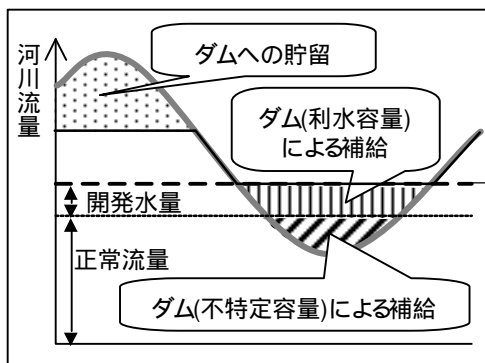 河川流量
ダムへの貯留
ダム(利水容量)
による補給
開発水量
正常流量
ダム(不特定容量)による補給